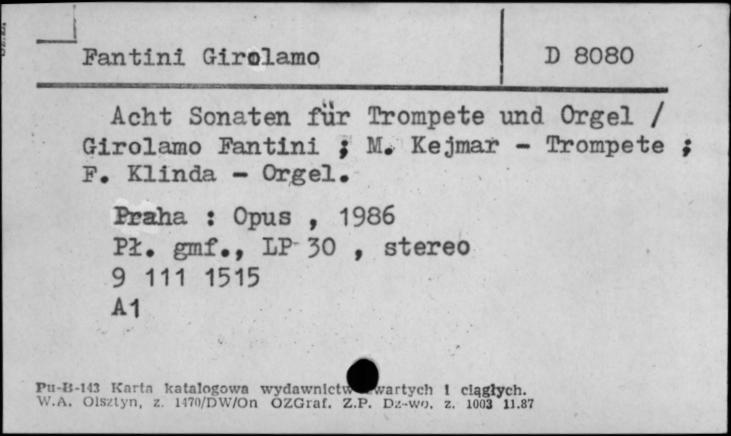 Fantini Girolamo
D 8080
Acht Sonaten für Trompete und Orgel /
Girolamo Fantini ; M. Kejmar - Trompete ;
F. Klinda - Orgel.
Praha : Opus , 1986
Pł. gmf., LP 30 , stereo
9 111 1515
A1
Pu-B-143 Karta katalogowa wydawnictw wartych i ciągłych.
W.A. Olsztyn, z. 1470/DW/On OZGraf. Z.P. Dz-wo, z. 1003 11.87